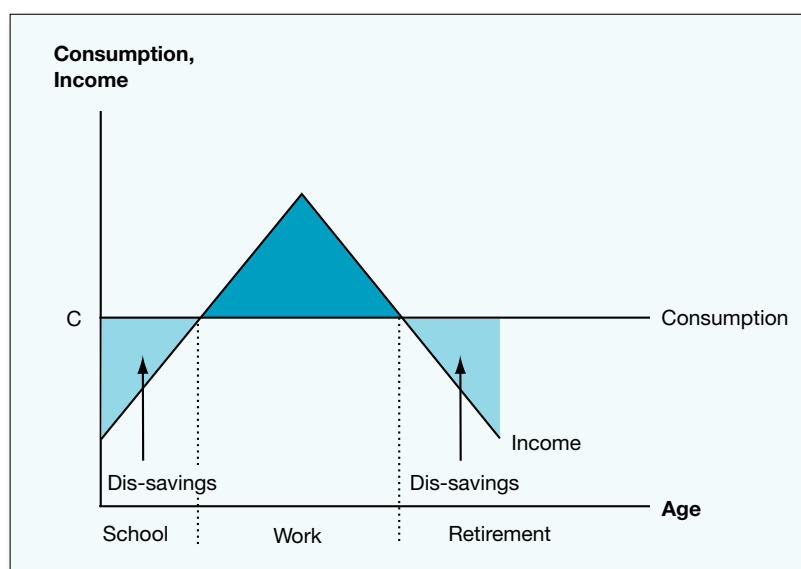 Consumption,
Income
C
Consumption
Income
Dis-savings
Dis-savings
Age
School
Work
Retirement